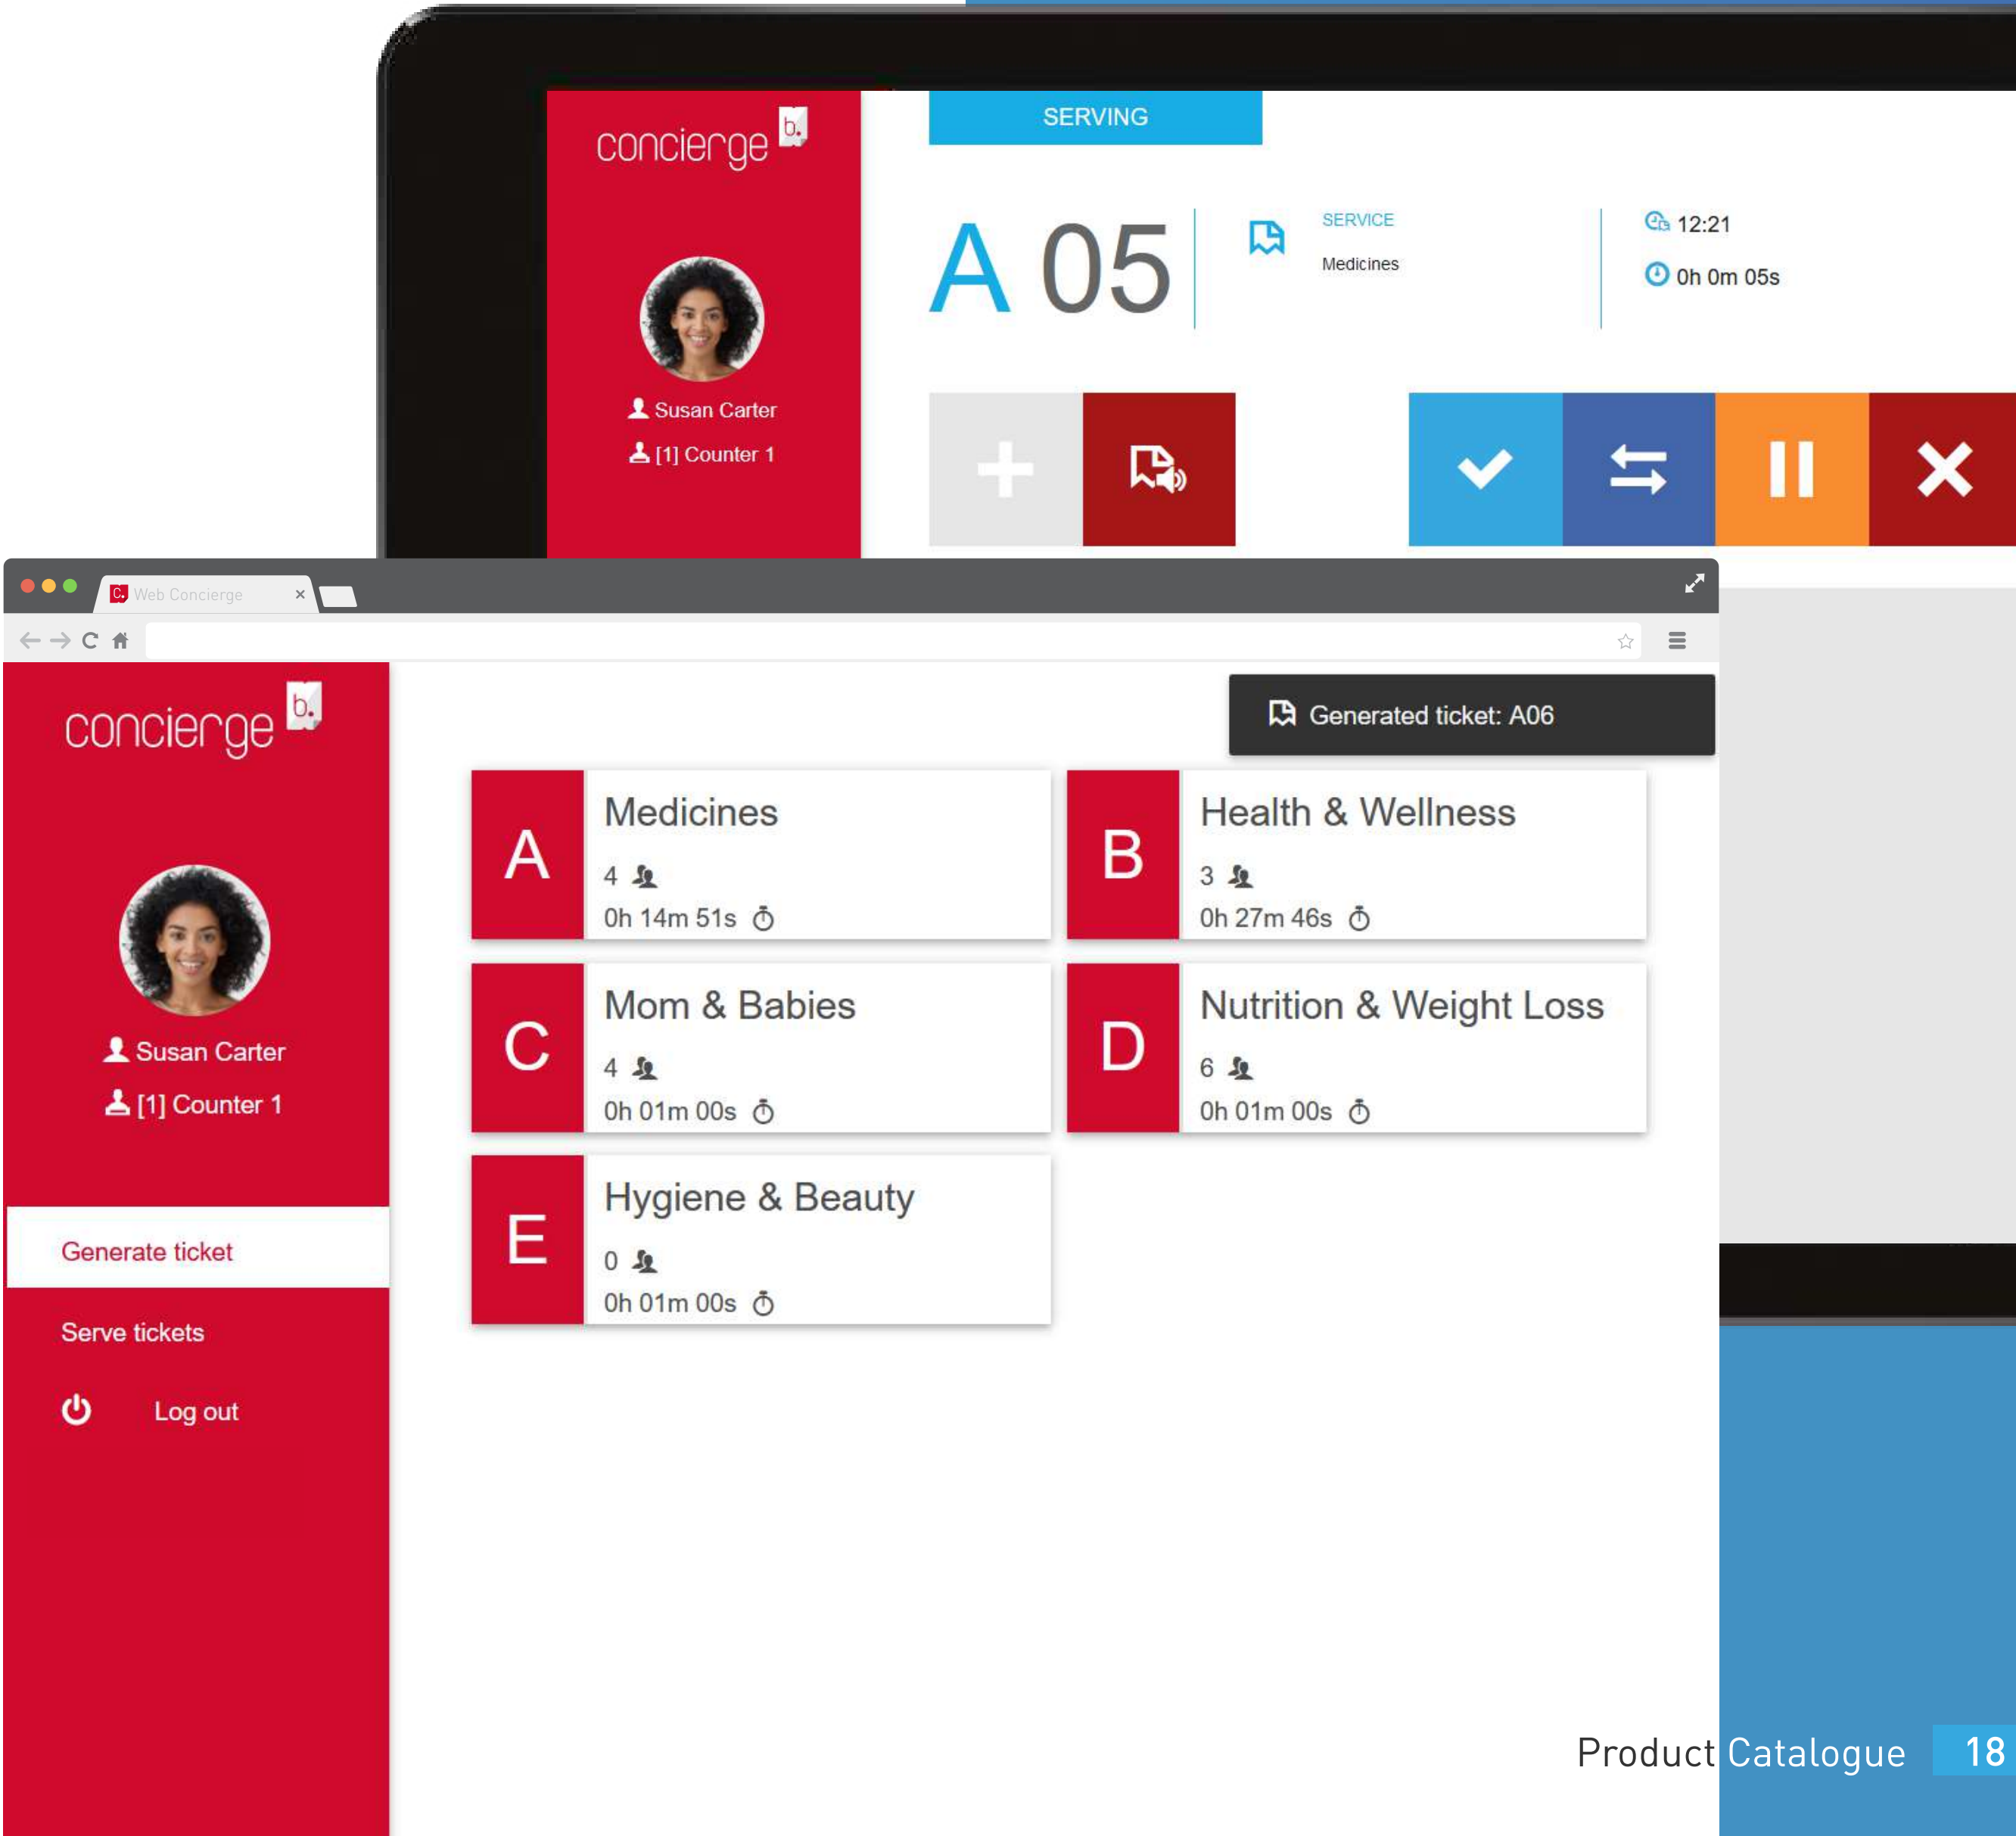 concierge b.
SERVING
A 05
SERVICE
Medicines
12:21
0h 0m 05s
Susan Carter
[1] Counter 1
C. Web Concierge
concierge b.
Generated ticket: A06
A
Medicines
4
0h 14m 51s
B
Health & Wellness
3
0h 27m 46s
C
Mom & Babies
4
0h 01m 00s
D
Nutrition & Weight Loss
6
0h 01m 00s
E
Hygiene & Beauty
0
0h 01m 00s
Susan Carter
[1] Counter 1
Generate ticket
Serve tickets
Log out
Product Catalogue 18